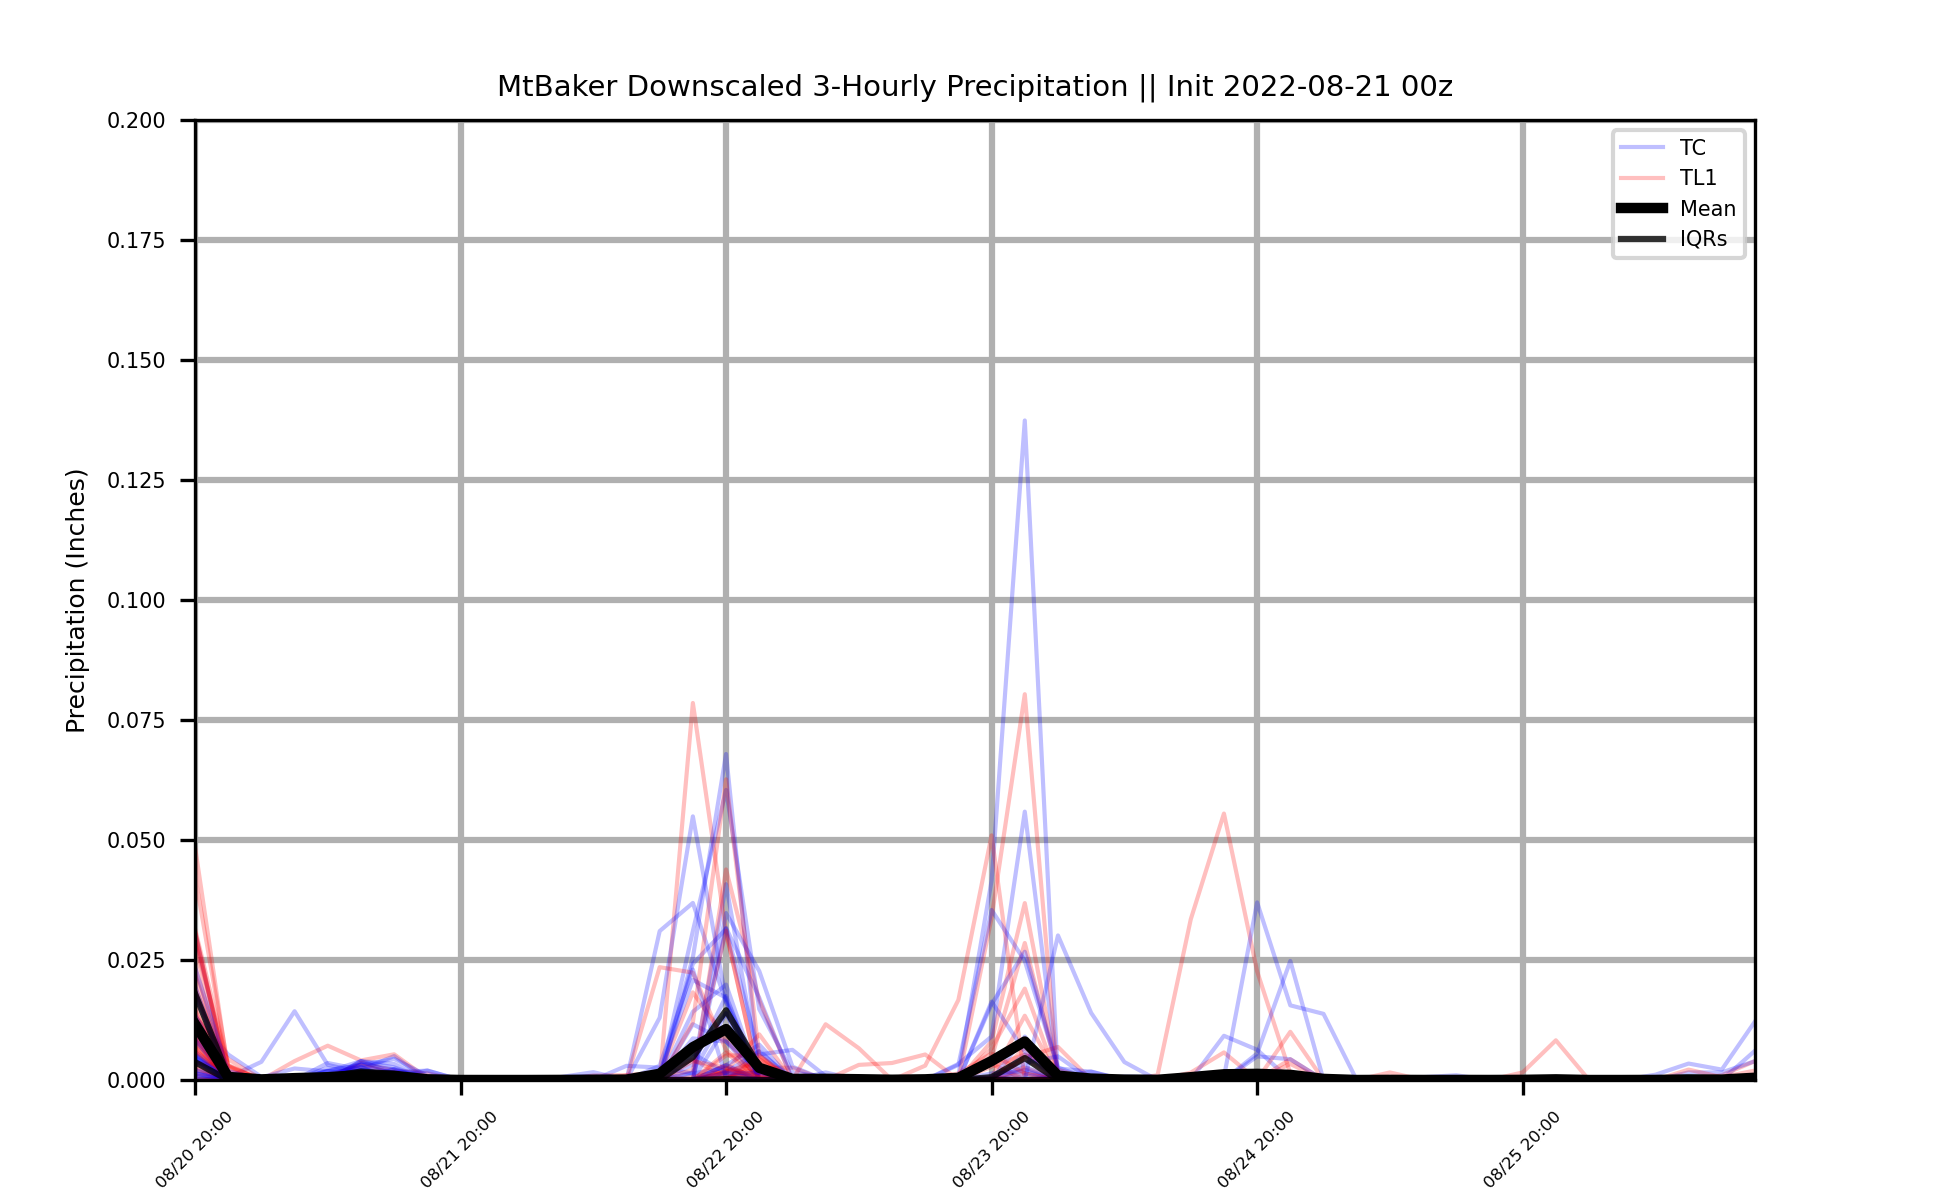 MtBaker Downscaled 3-Hourly Precipitation || Init 2022-08-21 00z
TC
TL1
Mean
IQRs
Precipitation (Inches)
0.200
0.175
0.150
0.125
0.100
0.075
0.050
0.025
0.000
08/20 20:00
08/21 20:00
08/22 20:00
08/23 20:00
08/24 20:00
08/25 20:00